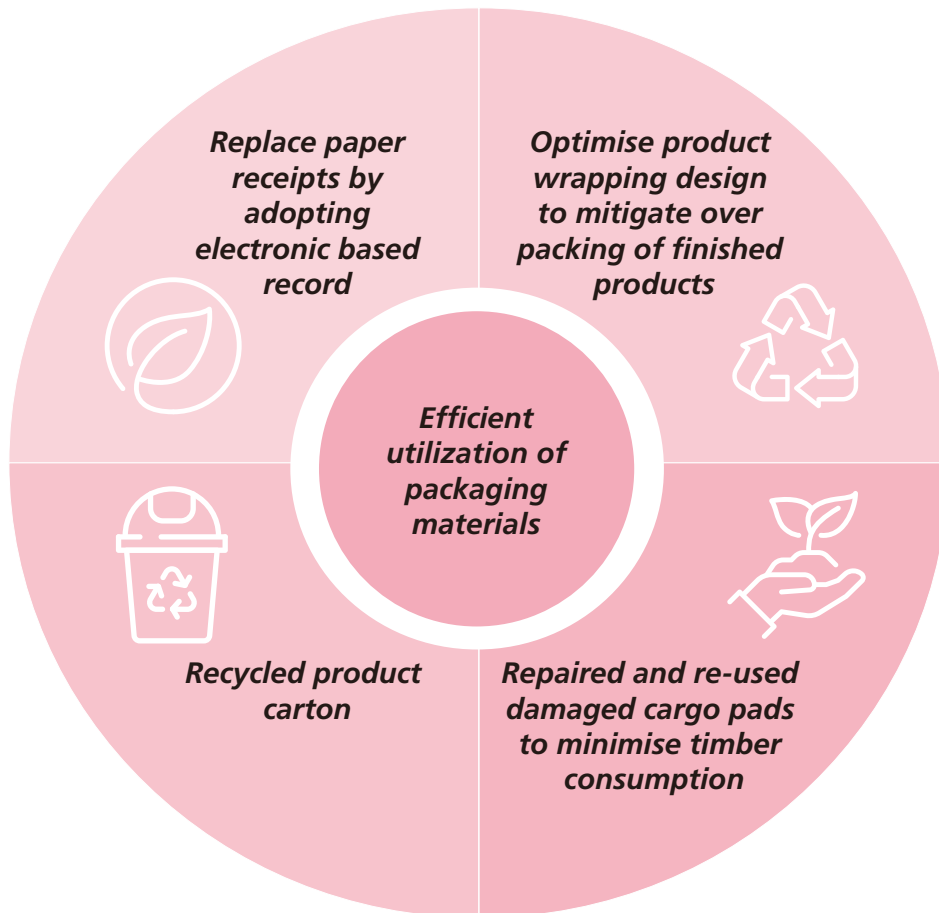 Replace paper
receipts by
adopting
electronic based
record
Optimise product
wrapping design
to mitigate over
packing of finished
products
Efficient
utilization of
packaging
materials
Recycled product
carton
Repaired and re-used
damaged cargo pads
to minimise timber
consumption